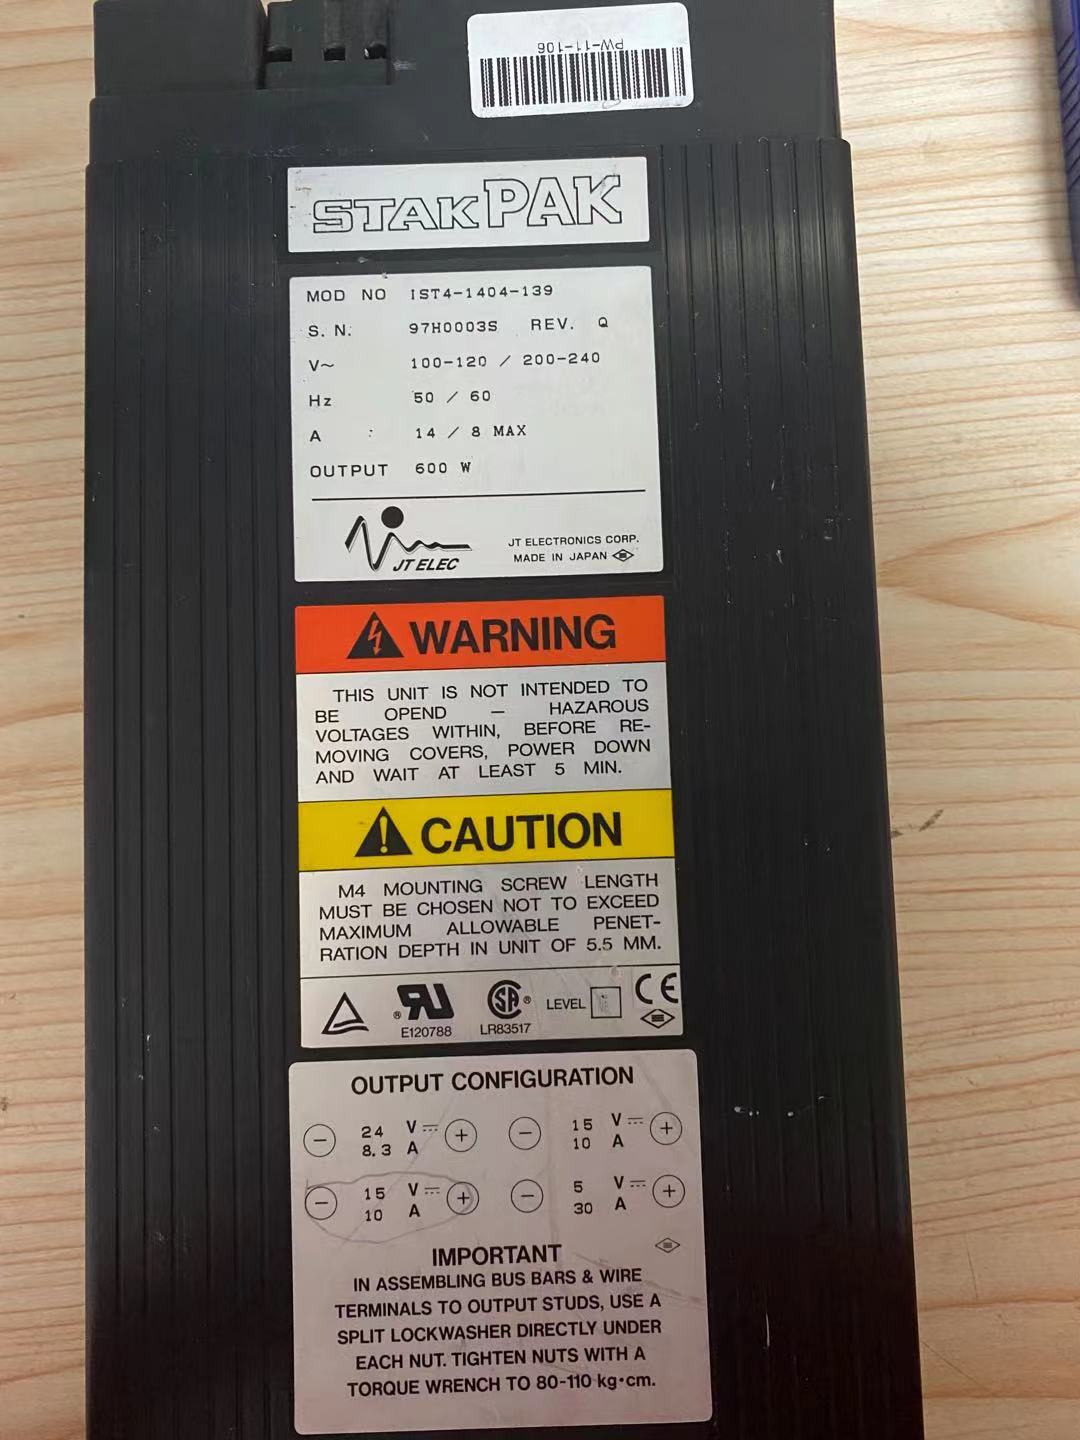 PW-11-106
STAKPAK
MOD NO IST4-1404-139
S. N. 97H0003S REV. Q
V~ 100-120 / 200-240
Hz 50 / 60
A : 14 / 8 MAX
OUTPUT 600 W
JT ELEC
JT ELECTRONICS CORP.
MADE IN JAPAN
WARNING
THIS UNIT IS NOT INTENDED TO
BE OPEND — HAZAROUS
VOLTAGES WITHIN, BEFORE RE-
MOVING COVERS, POWER DOWN
AND WAIT AT LEAST 5 MIN.
CAUTION
M4 MOUNTING SCREW LENGTH
MUST BE CHOSEN NOT TO EXCEED
MAXIMUM ALLOWABLE PENET-
RATION DEPTH IN UNIT OF 5.5 MM.
E120788
LR83517
LEVEL
CE
OUTPUT CONFIGURATION
− 24 V⎓ + − 15 V⎓ +
8.3 A 10 A
− 15 V⎓ + − 5 V⎓ +
10 A 30 A
IMPORTANT
IN ASSEMBLING BUS BARS & WIRE
TERMINALS TO OUTPUT STUDS, USE A
SPLIT LOCKWASHER DIRECTLY UNDER
EACH NUT. TIGHTEN NUTS WITH A
TORQUE WRENCH TO 80-110 kg·cm.